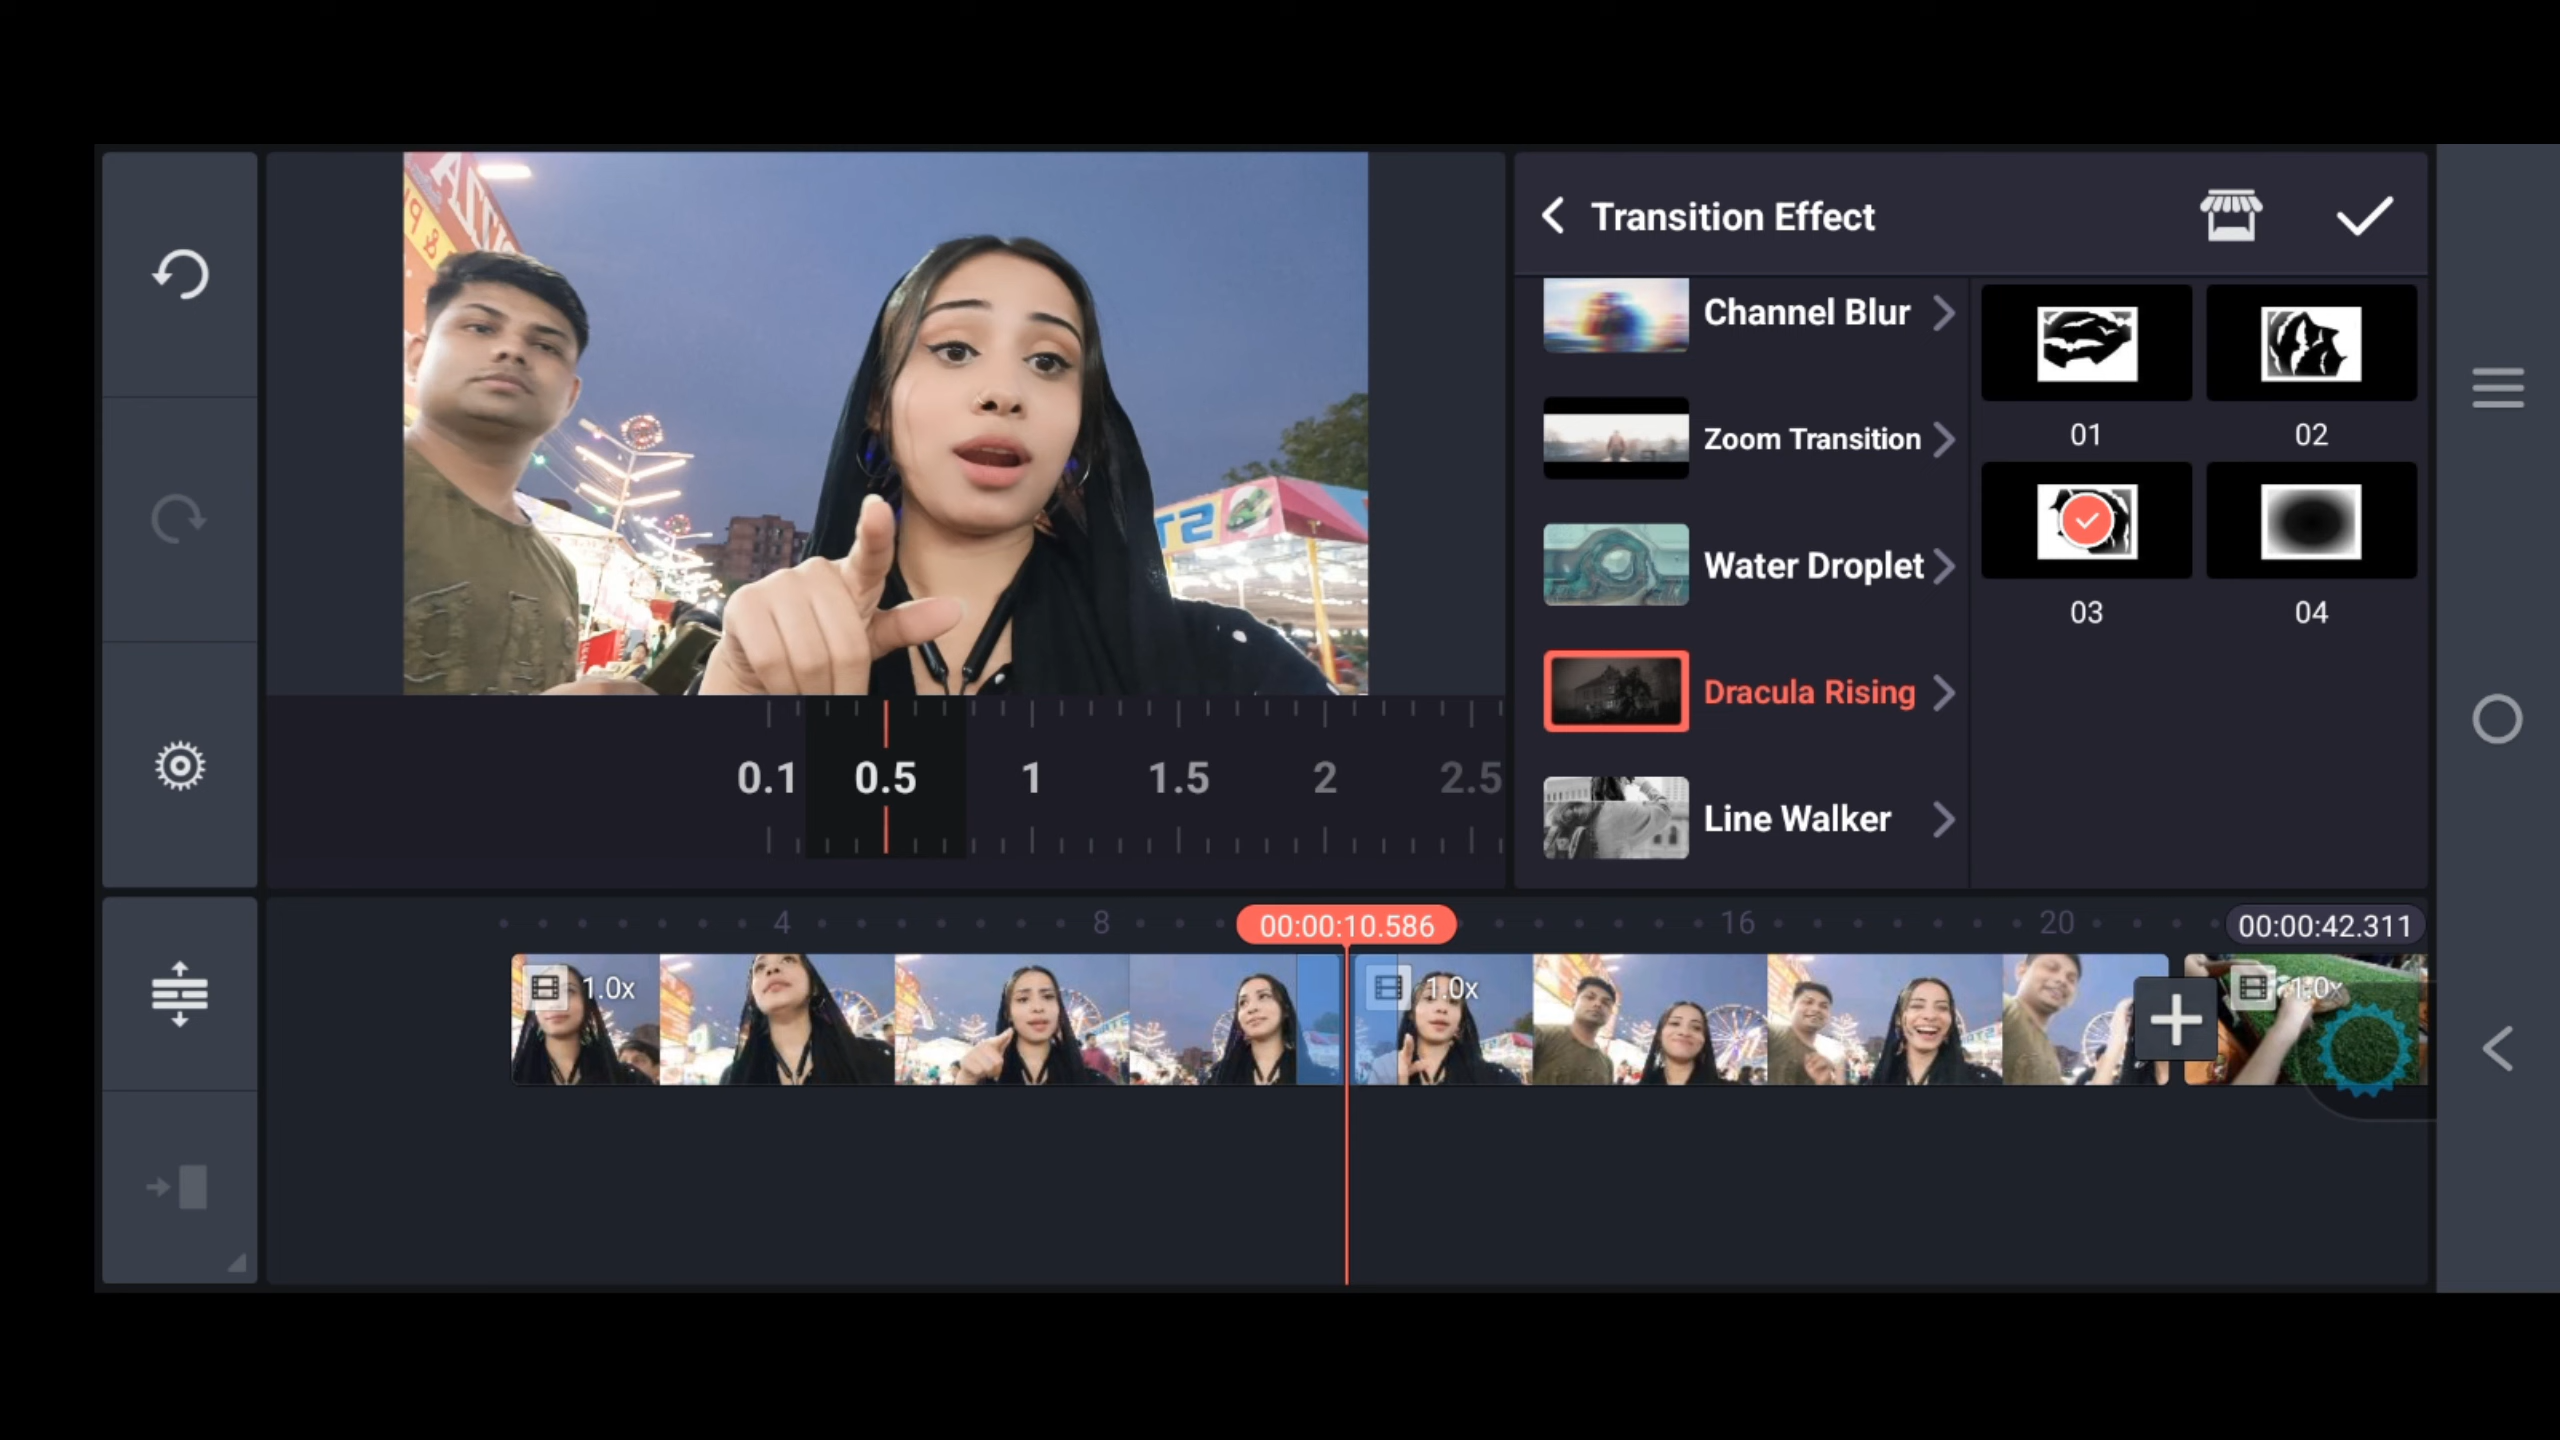 Transition Effect
Channel Blur
Zoom Transition
Water Droplet
Dracula Rising
Line Walker
01
02
03
04
0.1
0.5
1
1.5
2
2.5
4
8
00:00:10.586
16
20
00:00:42.311
1.0x
1.0x
1.0x